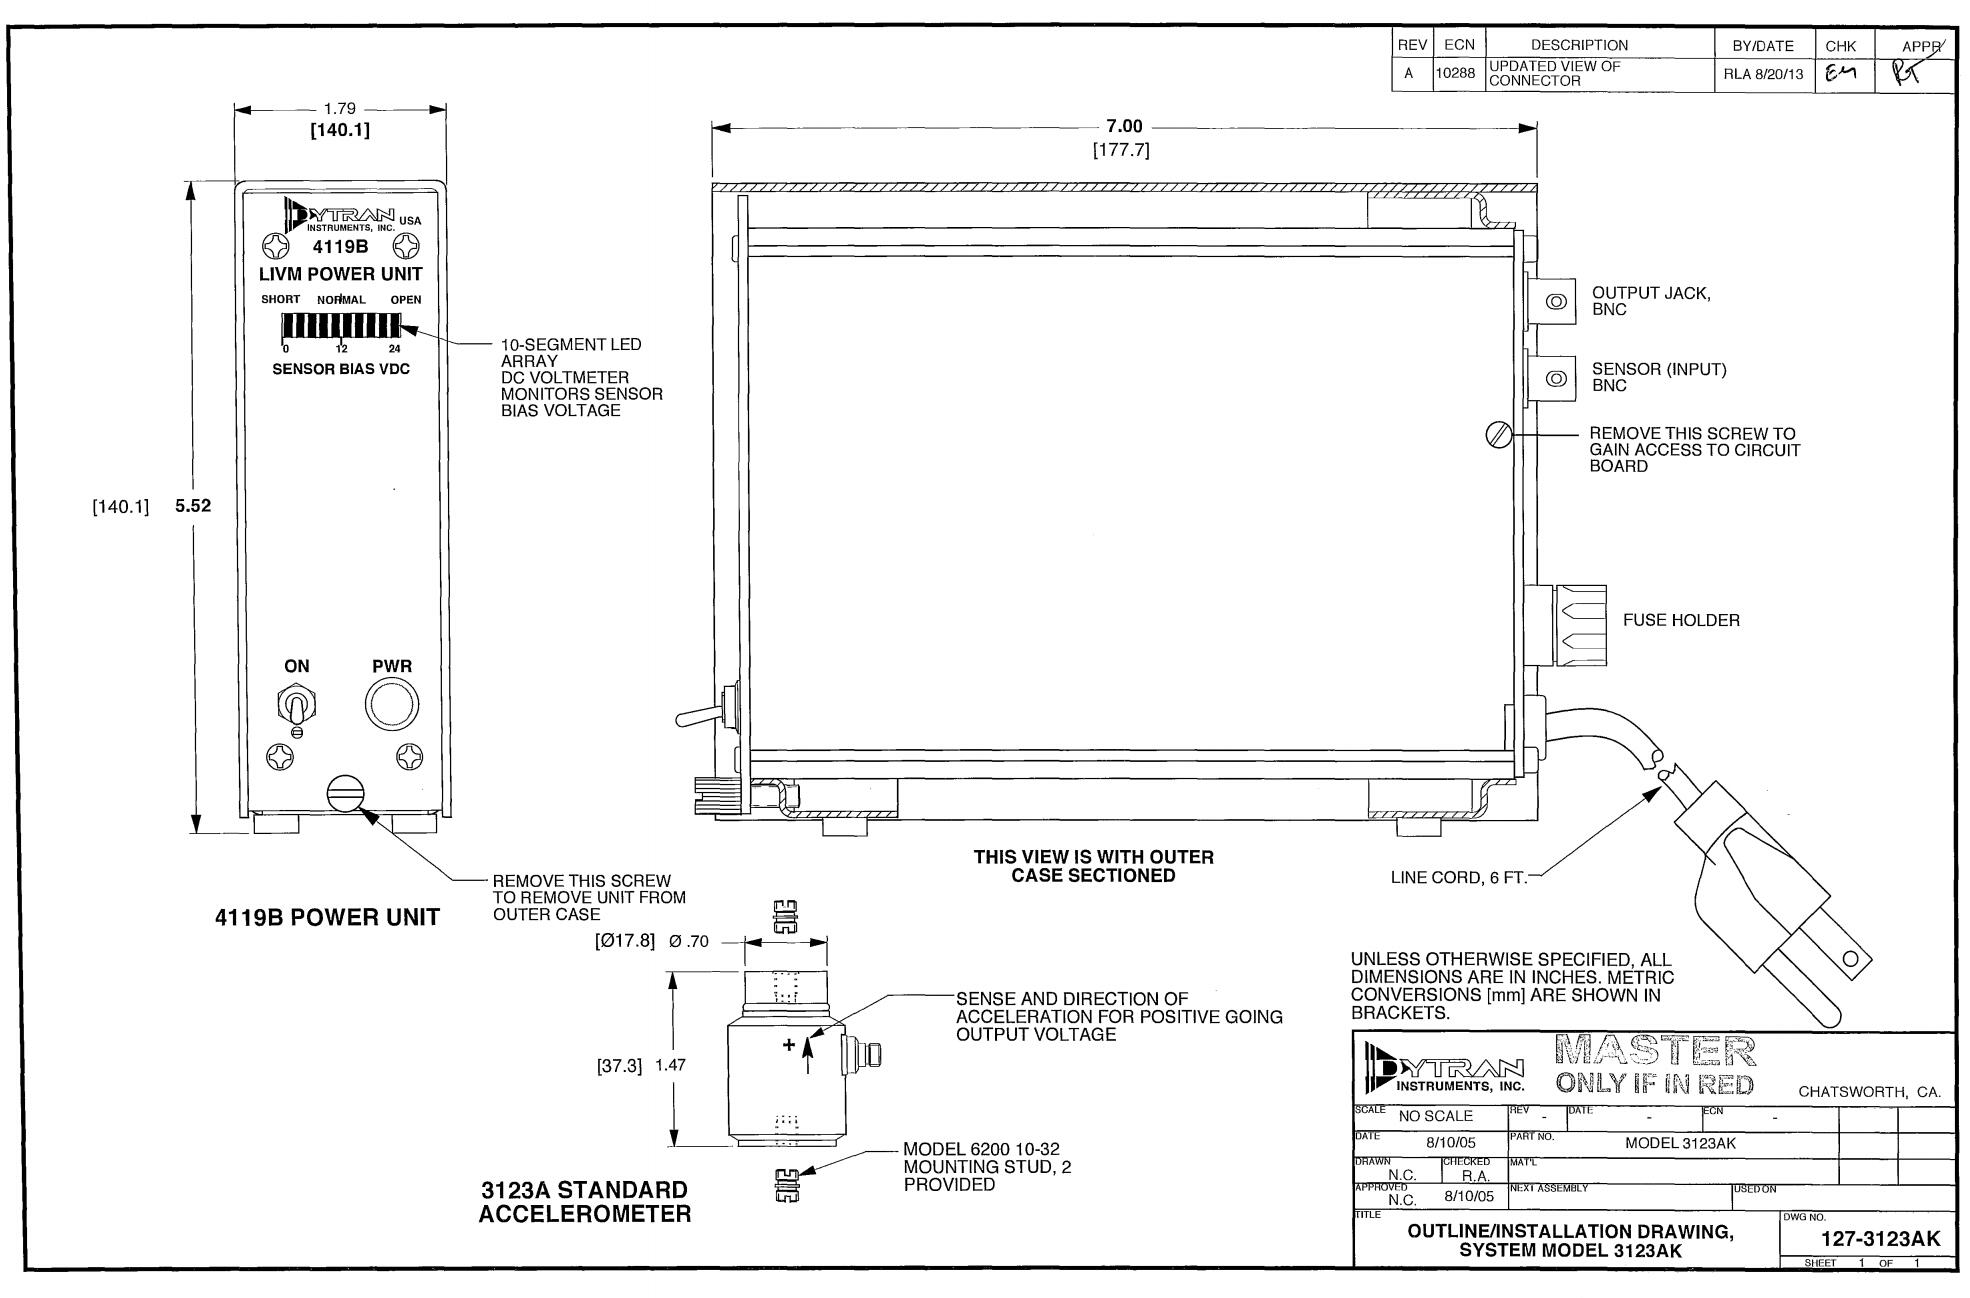 REV ECN DESCRIPTION BY/DATE CHK APPR
A 10288 UPDATED VIEW OF CONNECTOR RLA 8/20/13
1.79
[140.1]
7.00
[177.7]
DYTRAN USA
INSTRUMENTS, INC.
4119B
LIVM POWER UNIT
SHORT NORMAL OPEN
0 12 24
SENSOR BIAS VDC
10-SEGMENT LED
ARRAY
DC VOLTMETER
MONITORS SENSOR
BIAS VOLTAGE
OUTPUT JACK,
BNC
SENSOR (INPUT)
BNC
REMOVE THIS SCREW TO
GAIN ACCESS TO CIRCUIT
BOARD
[140.1] 5.52
FUSE HOLDER
ON PWR
THIS VIEW IS WITH OUTER
CASE SECTIONED
LINE CORD, 6 FT.
REMOVE THIS SCREW
TO REMOVE UNIT FROM
OUTER CASE
4119B POWER UNIT
[Ø17.8] Ø .70
SENSE AND DIRECTION OF
ACCELERATION FOR POSITIVE GOING
OUTPUT VOLTAGE
+
[37.3] 1.47
MODEL 6200 10-32
MOUNTING STUD, 2
PROVIDED
3123A STANDARD
ACCELEROMETER
UNLESS OTHERWISE SPECIFIED, ALL
DIMENSIONS ARE IN INCHES. METRIC
CONVERSIONS [mm] ARE SHOWN IN
BRACKETS.
DYTRAN
INSTRUMENTS, INC.
MASTER
ONLY IF IN RED
CHATSWORTH, CA.
SCALE NO SCALE REV - DATE - ECN -
DATE 8/10/05 PART NO. MODEL 3123AK
DRAWN N.C. CHECKED R.A. MAT'L
APPROVED N.C. 8/10/05 NEXT ASSEMBLY USED ON
TITLE
OUTLINE/INSTALLATION DRAWING,
SYSTEM MODEL 3123AK
DWG NO.
127-3123AK
SHEET 1 OF 1